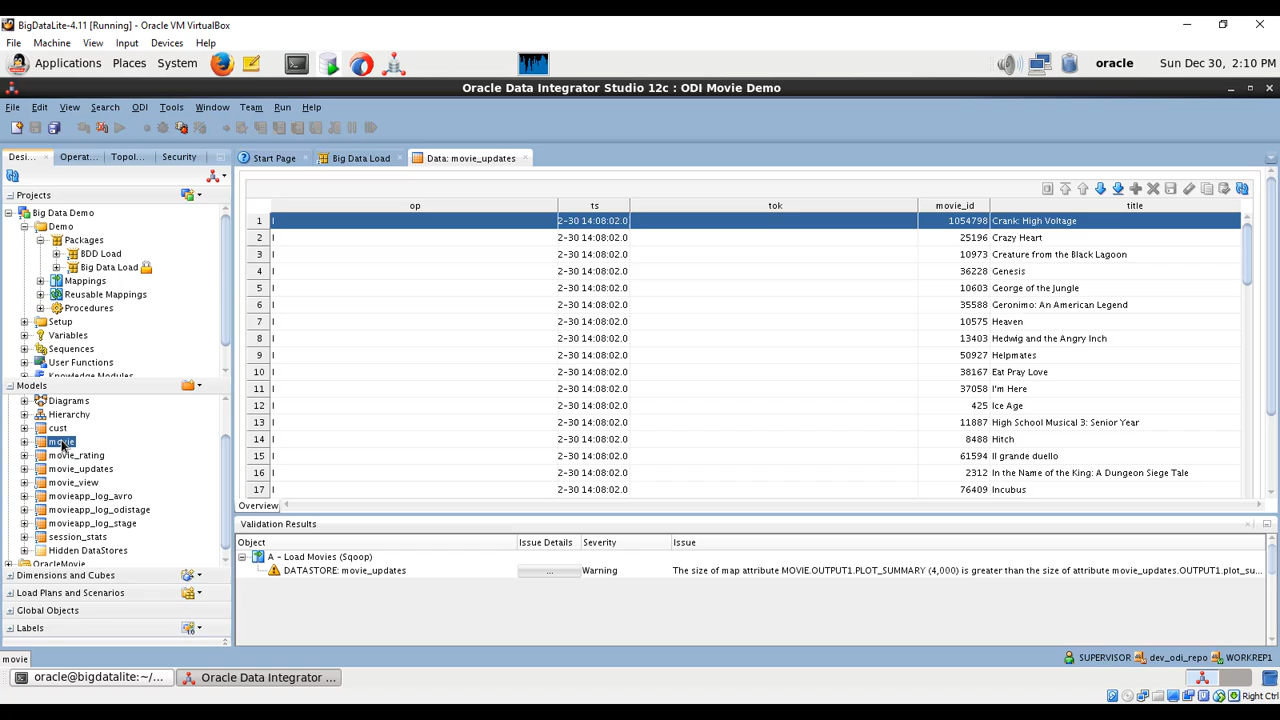 BigDataLite-4.11 [Running] - Oracle VM VirtualBox
File Machine View Input Devices Help
Applications Places System oracle Sun Dec 30, 2:10 PM
Oracle Data Integrator Studio 12c : ODI Movie Demo
File Edit View Search ODI Tools Window Team Run Help
Desi... Operat... Topol... Security
Start Page Big Data Load Data: movie_updates
Projects
Big Data Demo
Demo
Packages
BDD Load
Big Data Load
Mappings
Reusable Mappings
Procedures
Setup
Variables
Sequences
User Functions
Knowledge Modules
Models
Diagrams
Hierarchy
cust
movie
movie_rating
movie_updates
movie_view
movieapp_log_avro
movieapp_log_odistage
movieapp_log_stage
session_stats
Hidden DataStores
OracleMovie
Dimensions and Cubes
Load Plans and Scenarios
Global Objects
Labels
op ts tok movie_id title
1 I 2-30 14:08:02.0 1054798 Crank: High Voltage
2 I 2-30 14:08:02.0 25196 Crazy Heart
3 I 2-30 14:08:02.0 10973 Creature from the Black Lagoon
4 I 2-30 14:08:02.0 36228 Genesis
5 I 2-30 14:08:02.0 10603 George of the Jungle
6 I 2-30 14:08:02.0 35588 Geronimo: An American Legend
7 I 2-30 14:08:02.0 10575 Heaven
8 I 2-30 14:08:02.0 13403 Hedwig and the Angry Inch
9 I 2-30 14:08:02.0 50927 Helpmates
10 I 2-30 14:08:02.0 38167 Eat Pray Love
11 I 2-30 14:08:02.0 37058 I'm Here
12 I 2-30 14:08:02.0 425 Ice Age
13 I 2-30 14:08:02.0 11887 High School Musical 3: Senior Year
14 I 2-30 14:08:02.0 8488 Hitch
15 I 2-30 14:08:02.0 61594 Il grande duello
16 I 2-30 14:08:02.0 2312 In the Name of the King: A Dungeon Siege Tale
17 I 2-30 14:08:02.0 76409 Incubus
Overview
Validation Results
Object Issue Details Severity Issue
A - Load Movies (Sqoop)
DATASTORE: movie_updates ... Warning The size of map attribute MOVIE.OUTPUT1.PLOT_SUMMARY (4,000) is greater than the size of attribute movie_updates.OUTPUT1.plot_su...
movie SUPERVISOR dev_odi_repo WORKREP1
oracle@bigdatalite:~/... Oracle Data Integrator ...
Right Ctrl